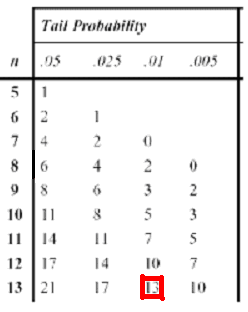 Tail Probability
n .05 .025 .01 .005
5 1
6 2 1
7 4 2 0
8 6 4 2 0
9 8 6 3 2
10 11 8 5 3
11 14 11 7 5
12 17 14 10 7
13 21 17 13 10